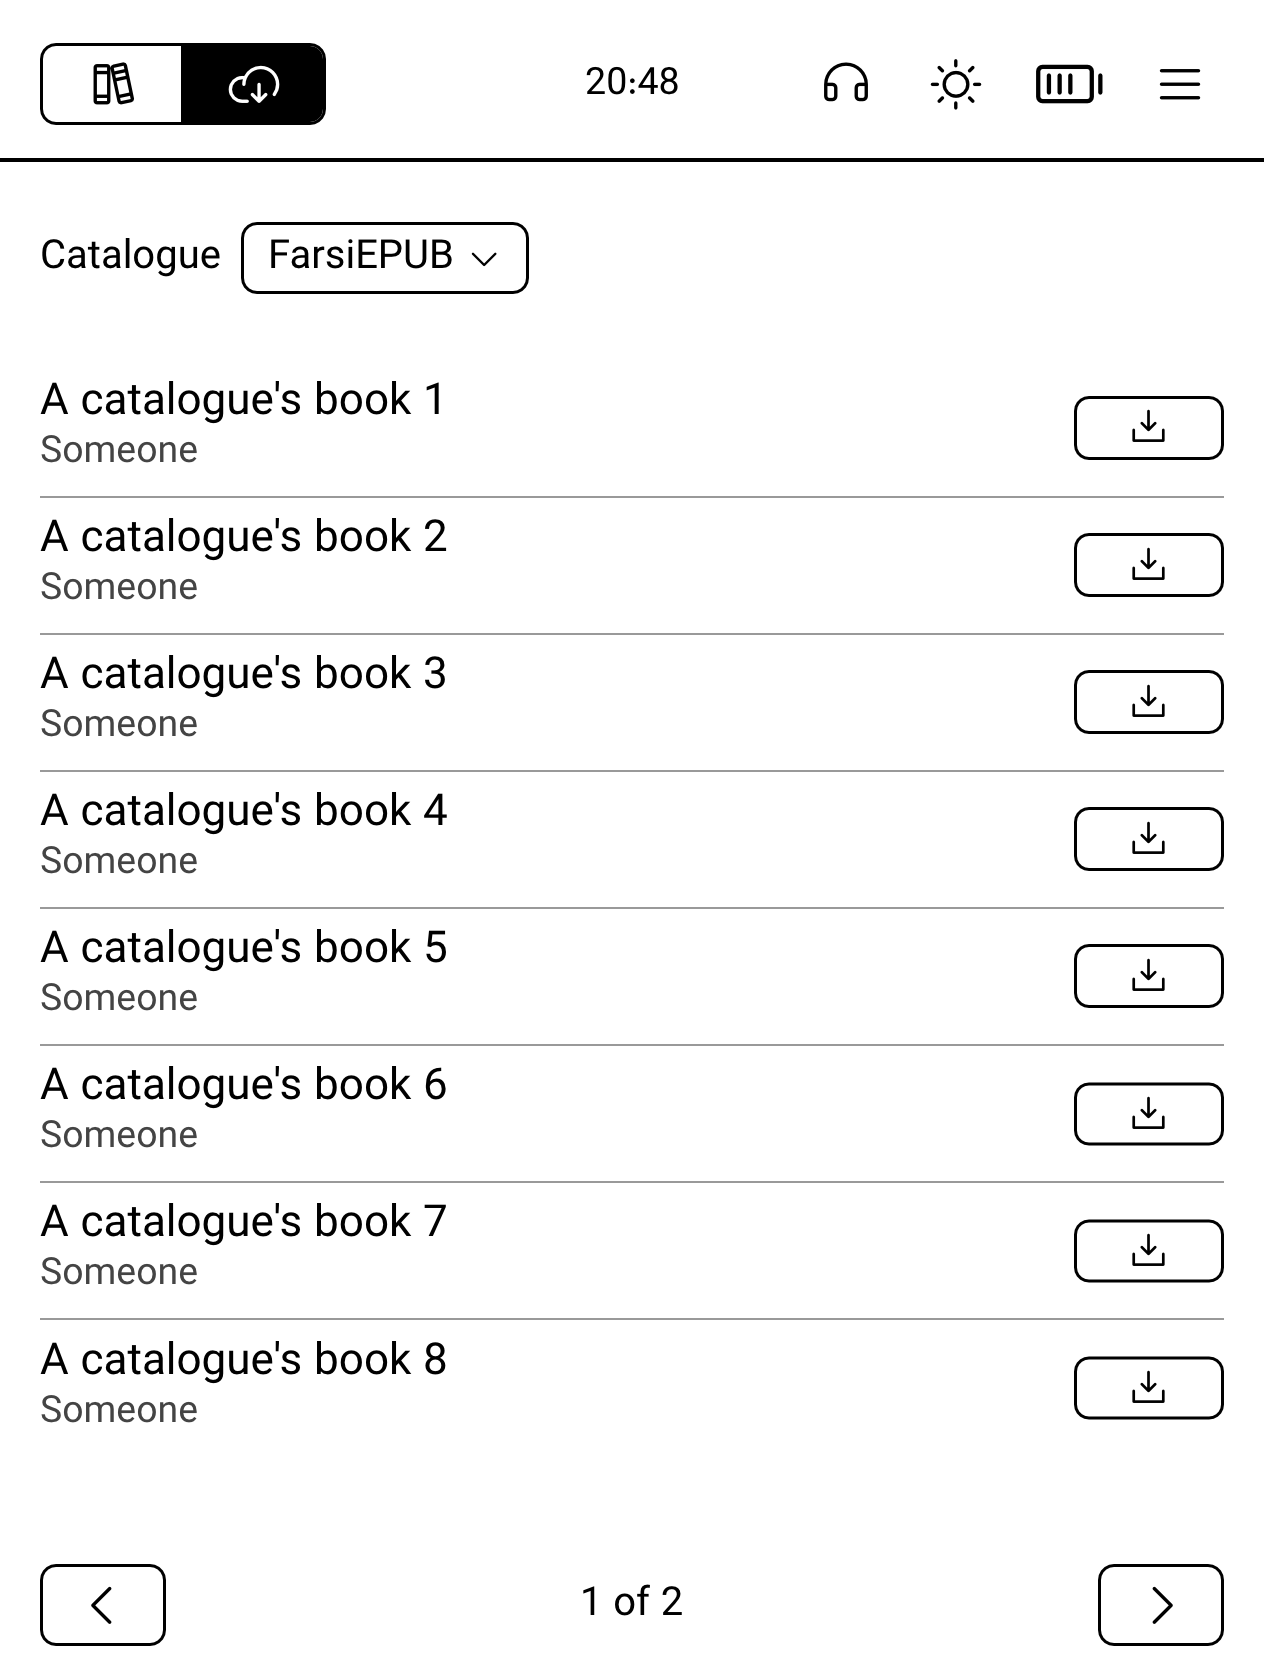 20:48
Catalogue FarsiEPUB
A catalogue's book 1
Someone
A catalogue's book 2
Someone
A catalogue's book 3
Someone
A catalogue's book 4
Someone
A catalogue's book 5
Someone
A catalogue's book 6
Someone
A catalogue's book 7
Someone
A catalogue's book 8
Someone
1 of 2